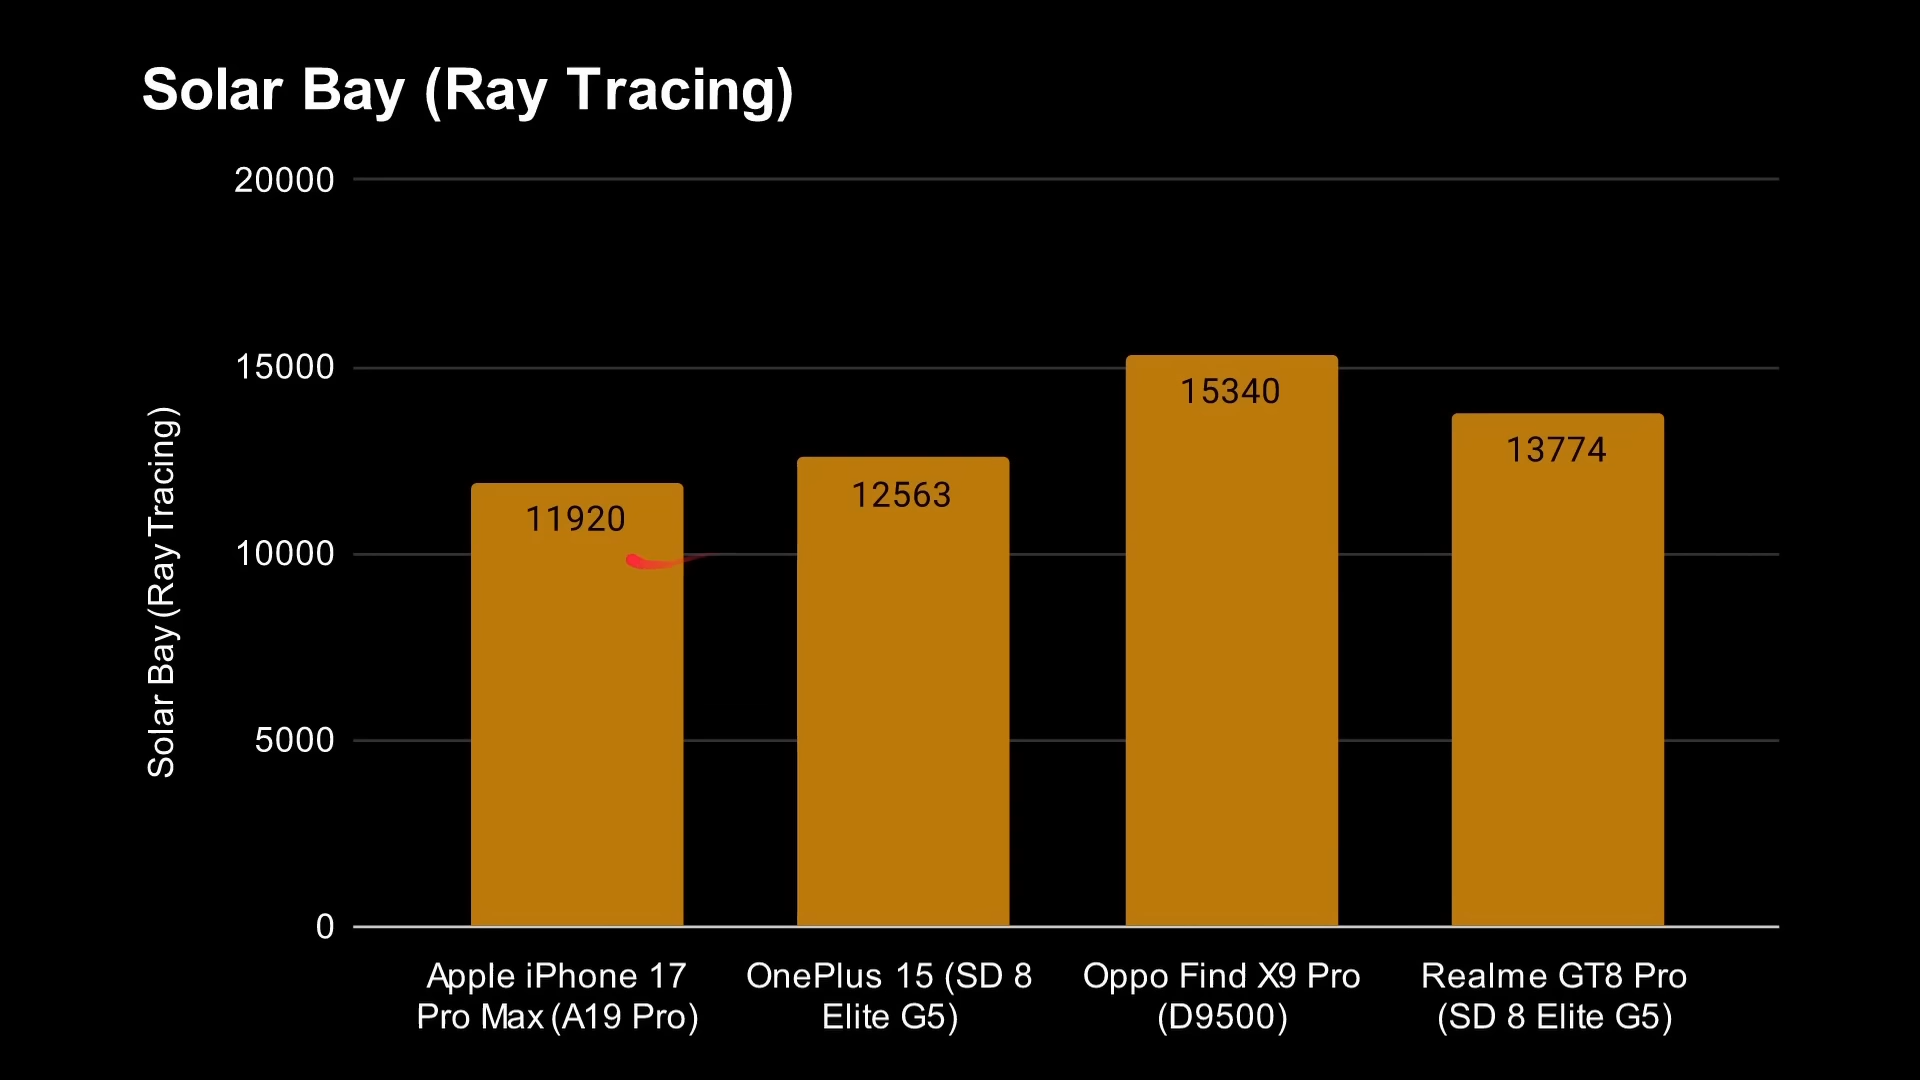 Solar Bay (Ray Tracing)
Solar Bay (Ray Tracing)
20000
15000
10000
5000
0
11920
12563
15340
13774
Apple iPhone 17
Pro Max (A19 Pro)
OnePlus 15 (SD 8
Elite G5)
Oppo Find X9 Pro
(D9500)
Realme GT8 Pro
(SD 8 Elite G5)